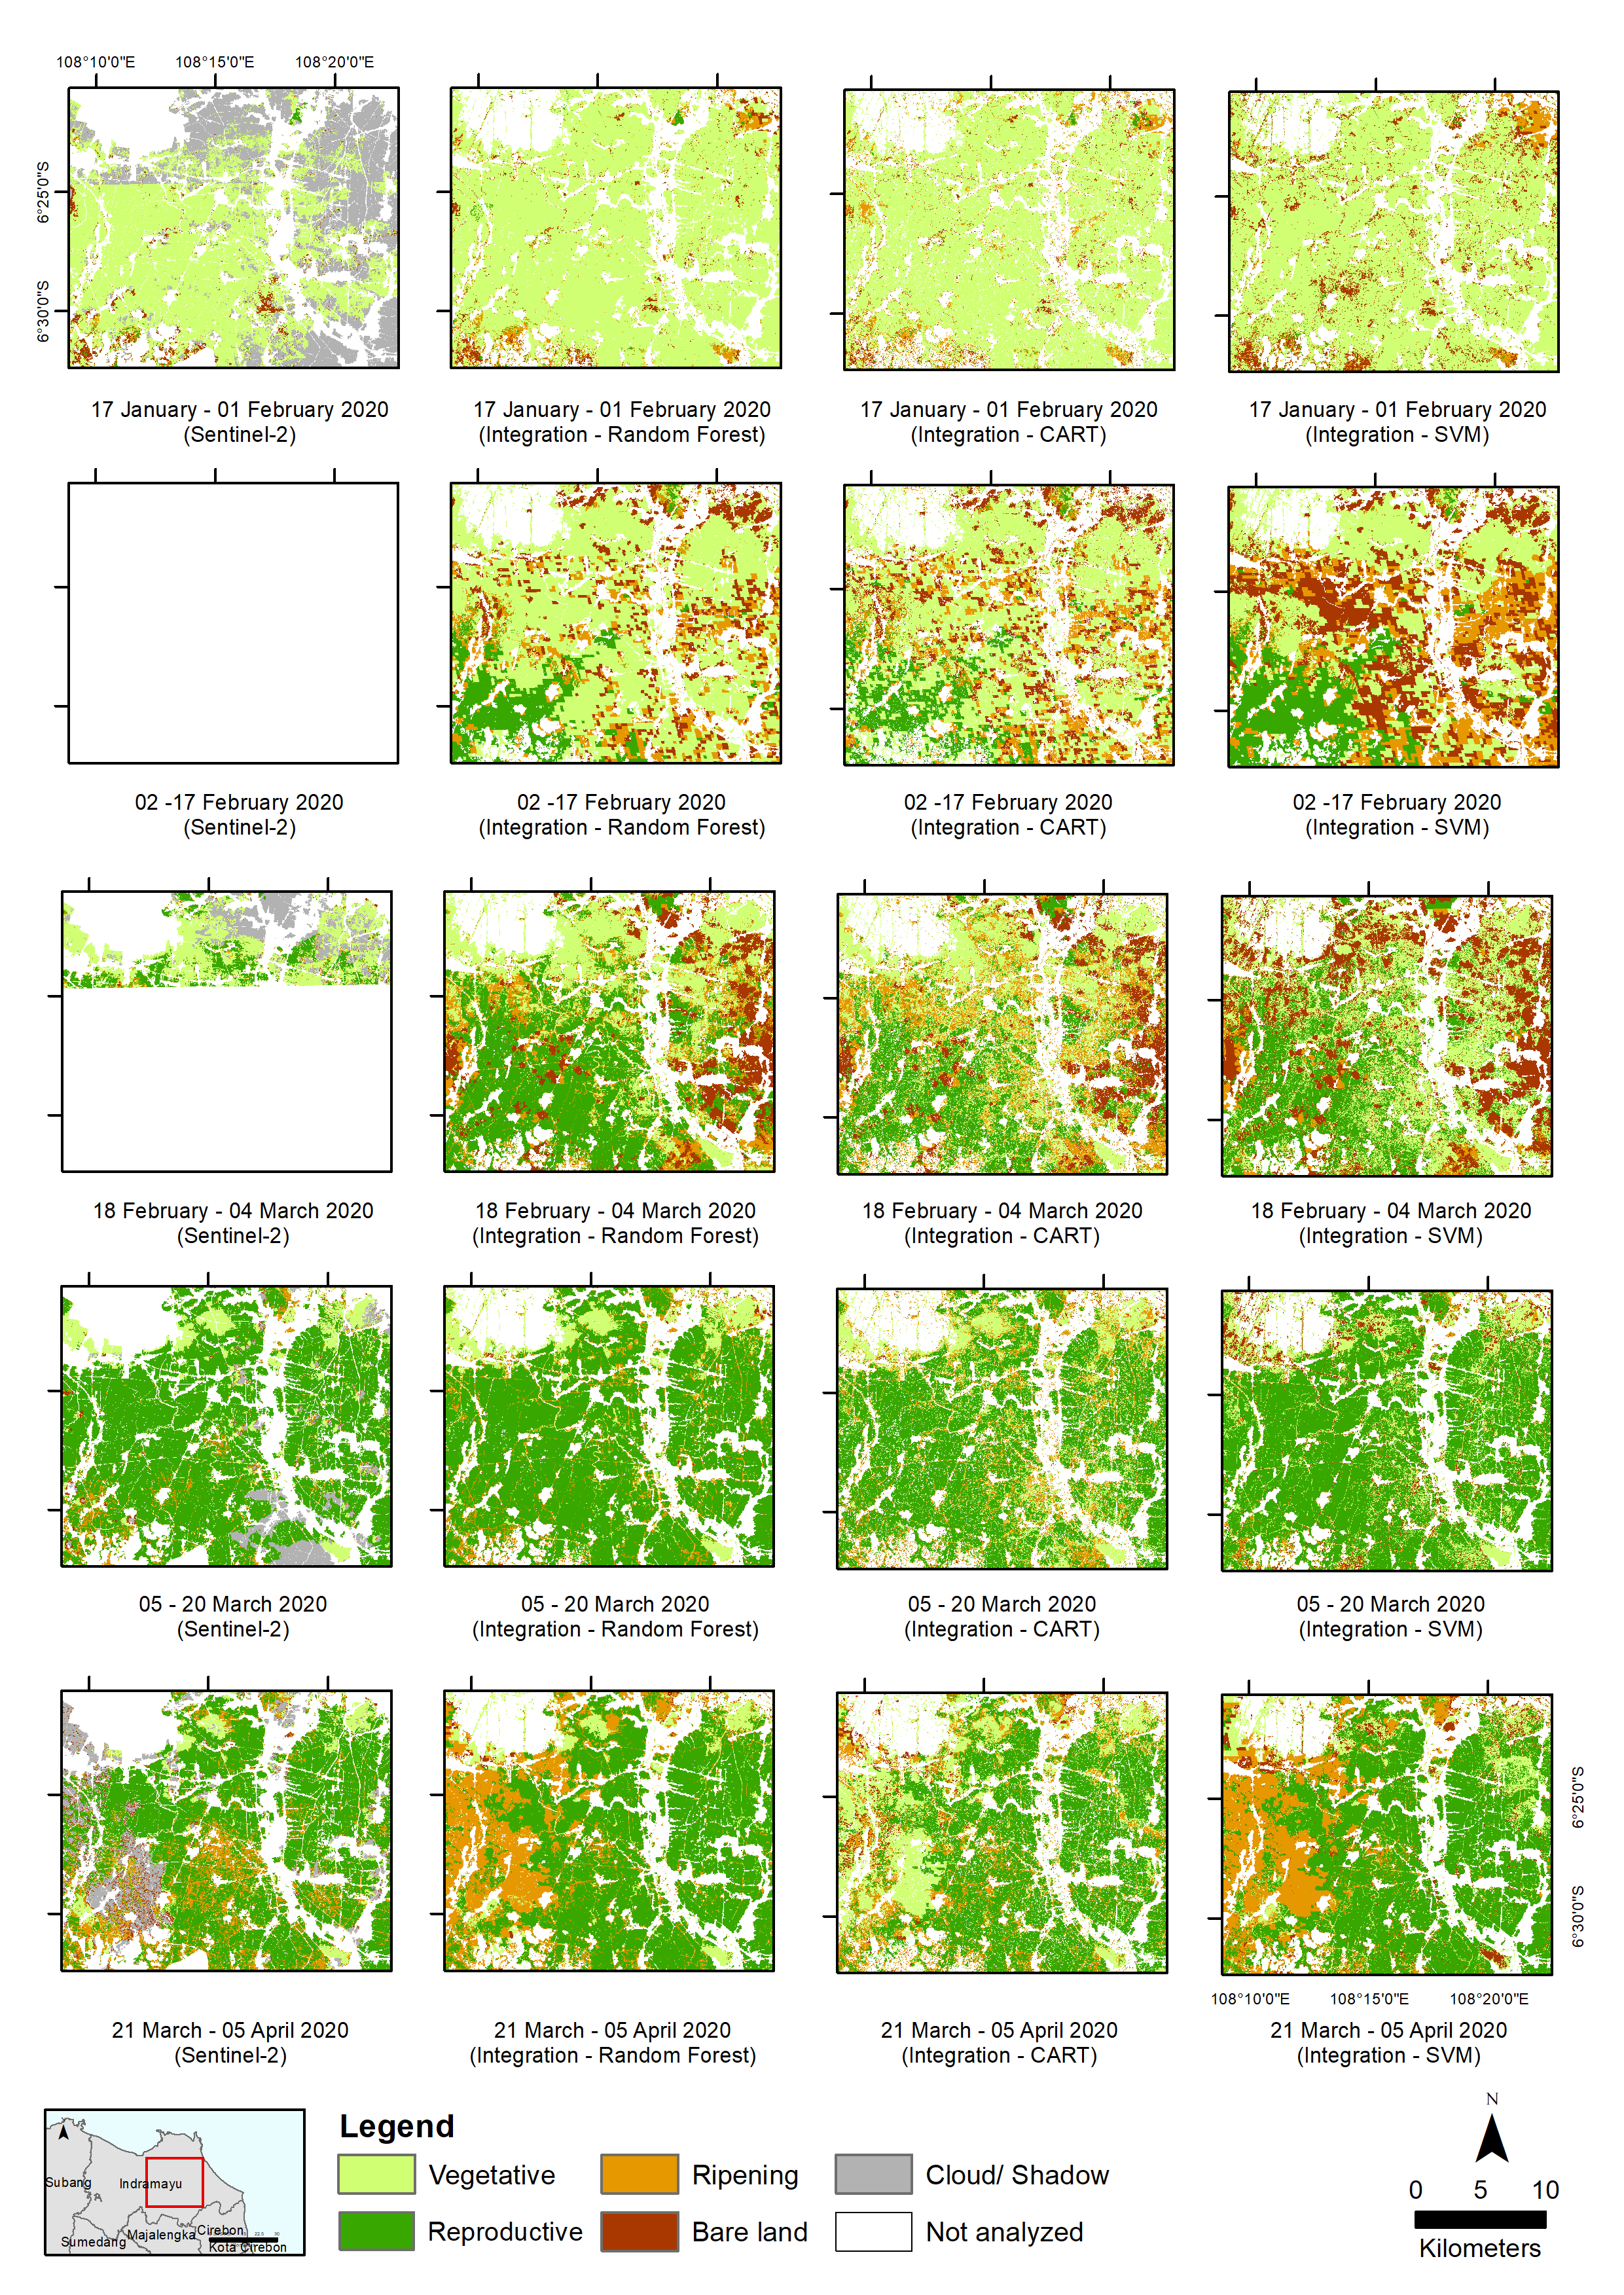 108°10'0"E 108°15'0"E 108°20'0"E
6°25'0"S
6°30'0"S
17 January - 01 February 2020
(Sentinel-2)
17 January - 01 February 2020
(Integration - Random Forest)
17 January - 01 February 2020
(Integration - CART)
17 January - 01 February 2020
(Integration - SVM)
02 -17 February 2020
(Sentinel-2)
02 -17 February 2020
(Integration - Random Forest)
02 -17 February 2020
(Integration - CART)
02 -17 February 2020
(Integration - SVM)
18 February - 04 March 2020
(Sentinel-2)
18 February - 04 March 2020
(Integration - Random Forest)
18 February - 04 March 2020
(Integration - CART)
18 February - 04 March 2020
(Integration - SVM)
05 - 20 March 2020
(Sentinel-2)
05 - 20 March 2020
(Integration - Random Forest)
05 - 20 March 2020
(Integration - CART)
05 - 20 March 2020
(Integration - SVM)
6°25'0"S
6°30'0"S
108°10'0"E 108°15'0"E 108°20'0"E
21 March - 05 April 2020
(Sentinel-2)
21 March - 05 April 2020
(Integration - Random Forest)
21 March - 05 April 2020
(Integration - CART)
21 March - 05 April 2020
(Integration - SVM)
Subang
Indramayu
Sumedang
Majalengka
Cirebon
Kota Cirebon
Legend
Vegetative
Ripening
Cloud/ Shadow
Reproductive
Bare land
Not analyzed
N
0 5 10
Kilometers